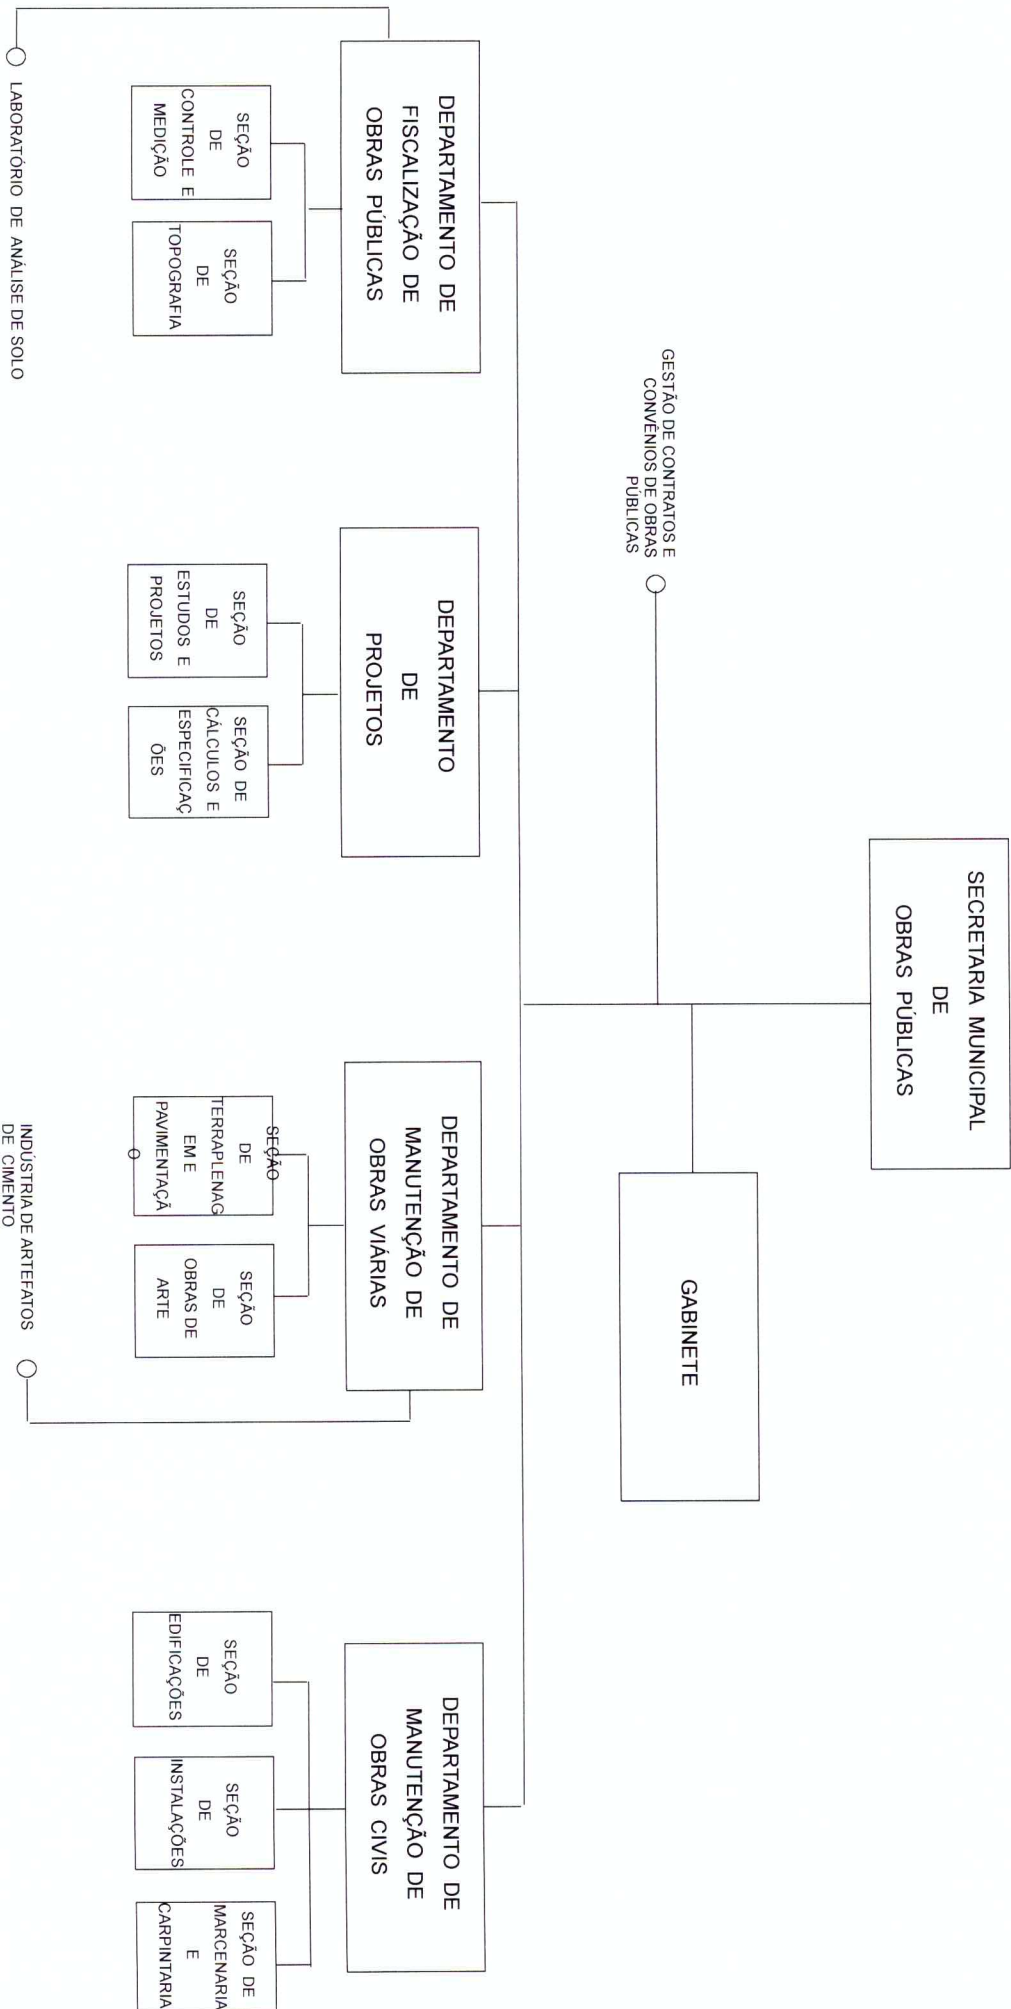 SECRETARIA MUNICIPAL
DE
OBRAS PÚBLICAS
GABINETE
GESTÃO DE CONTRATOS E
CONVÊNIOS DE OBRAS
PÚBLICAS
DEPARTAMENTO DE
FISCALIZAÇÃO DE
OBRAS PÚBLICAS
DEPARTAMENTO
DE
PROJETOS
DEPARTAMENTO DE
MANUTENÇÃO DE
OBRAS VIÁRIAS
DEPARTAMENTO DE
MANUTENÇÃO DE
OBRAS CIVIS
SEÇÃO
DE
CONTROLE E
MEDIÇÃO
SEÇÃO
DE
TOPOGRAFIA
SEÇÃO
DE
ESTUDOS E
PROJETOS
SEÇÃO DE
CÁLCULOS E
ESPECIFICAÇ
ÕES
SEÇÃO
DE
TERRAPLENAG
EM E
PAVIMENTAÇÃ
O
SEÇÃO
DE
OBRAS DE
ARTE
SEÇÃO
DE
EDIFICAÇÕES
SEÇÃO
DE
INSTALAÇÕES
SEÇÃO DE
MARCENARIA
E
CARPINTARIA
LABORATÓRIO DE ANÁLISE DE SOLO
INDÚSTRIA DE ARTEFATOS
DE CIMENTO